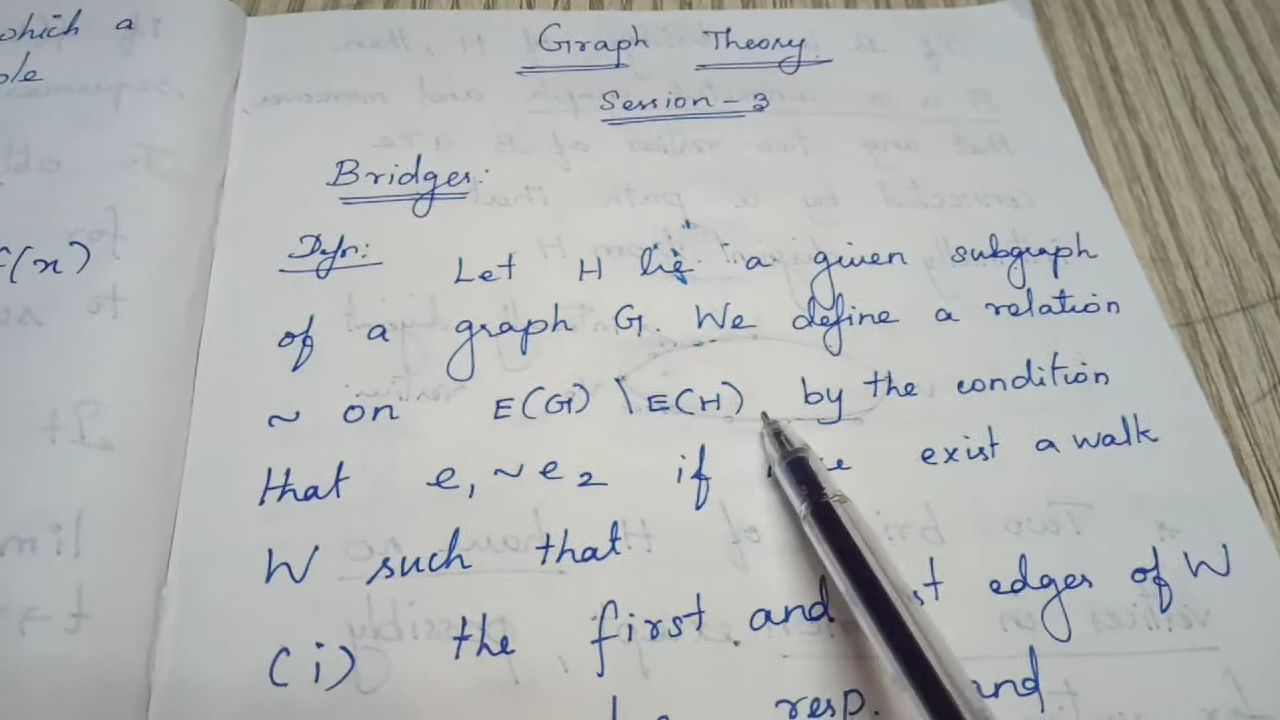 which a
Graph Theory.
Session - 3
Bridges:
f(x)
Defn: Let H be a given subgraph
of a graph G. We define a relation
~ on E(G) \ E(H) by the condition
that e₁ ~ e₂ if exist a walk
W such that
(i) the first and edges of W
resp. and